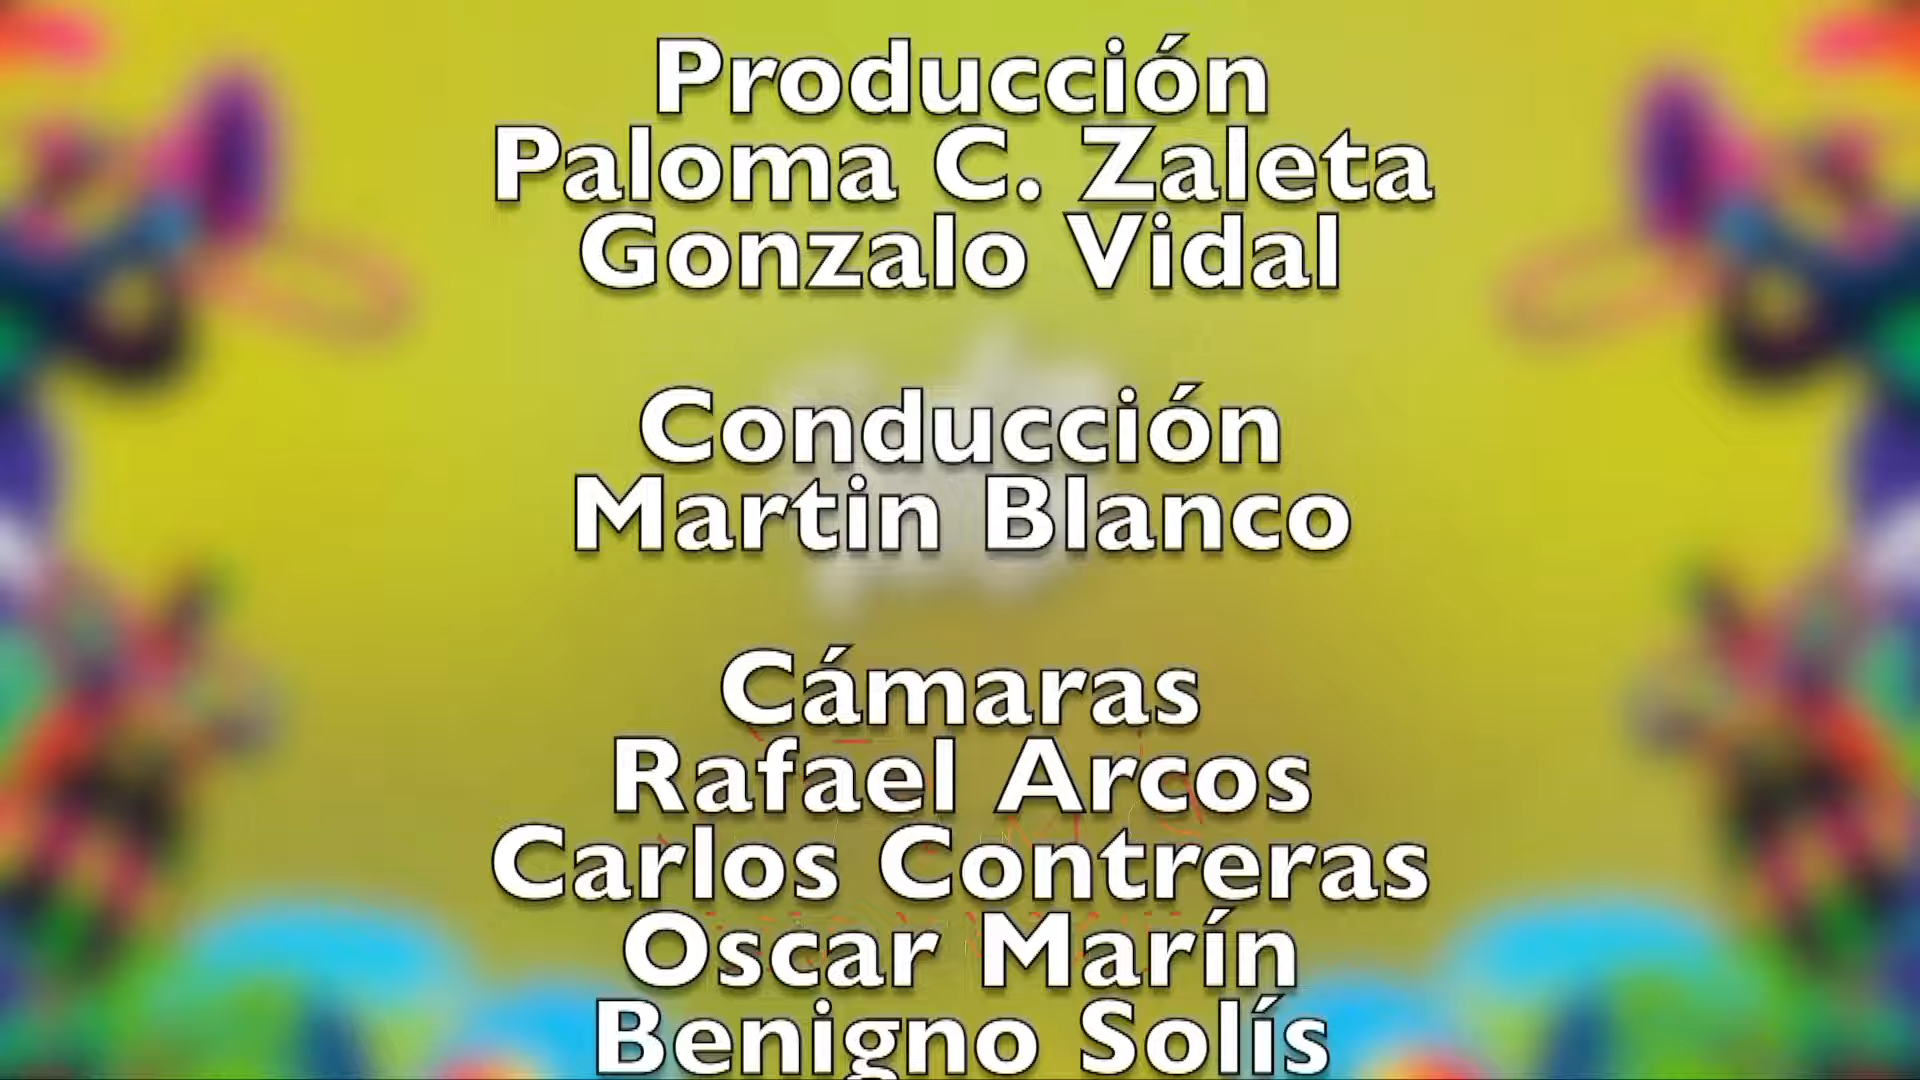 Producción
Paloma C. Zaleta
Gonzalo Vidal
Conducción
Martin Blanco
Cámaras
Rafael Arcos
Carlos Contreras
Oscar Marín
Benigno Solís